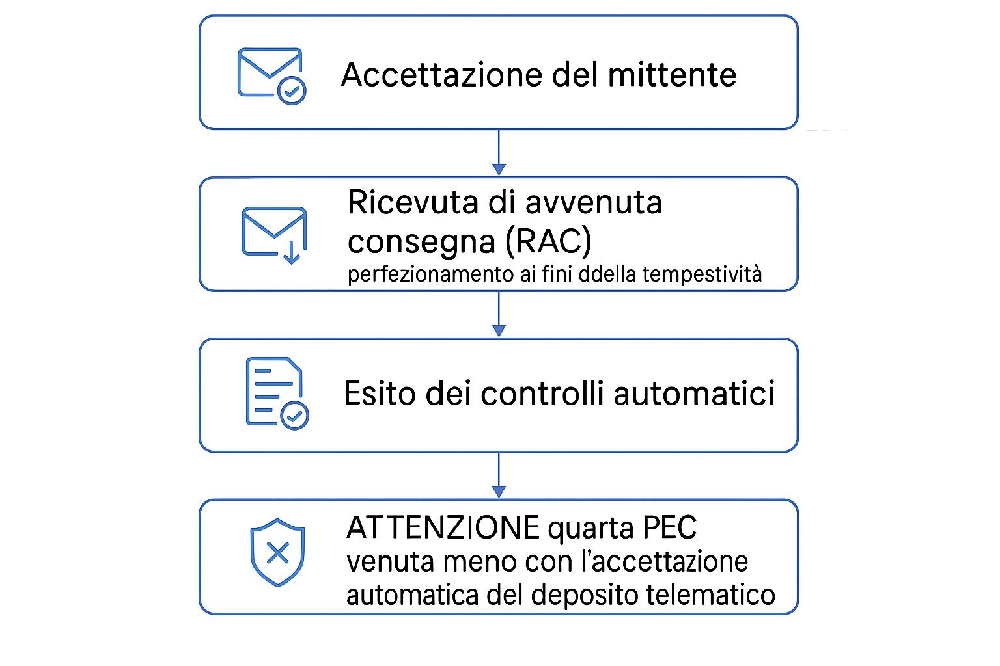 Accettazione del mittente
Ricevuta di avvenuta
consegna (RAC)
perfezionamento ai fini ddella tempestività
Esito dei controlli automatici
ATTENZIONE quarta PEC
venuta meno con l’accettazione
automatica del deposito telematico